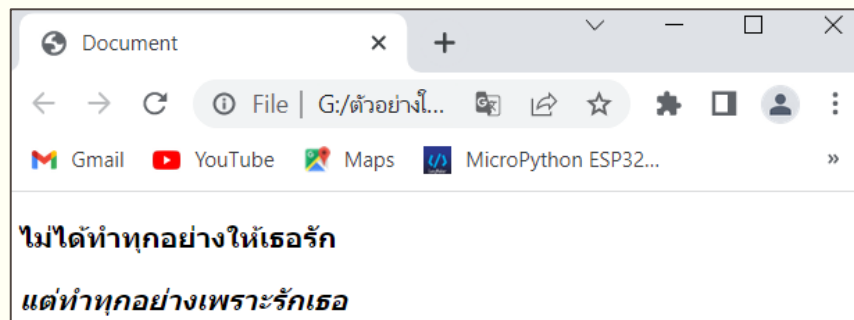 Document
File | G:/ตัวอย่างใ...
Gmail YouTube Maps </> MicroPython ESP32... »
ไม่ได้ทำทุกอย่างให้เธอรัก
แต่ทำทุกอย่างเพราะรักเธอ